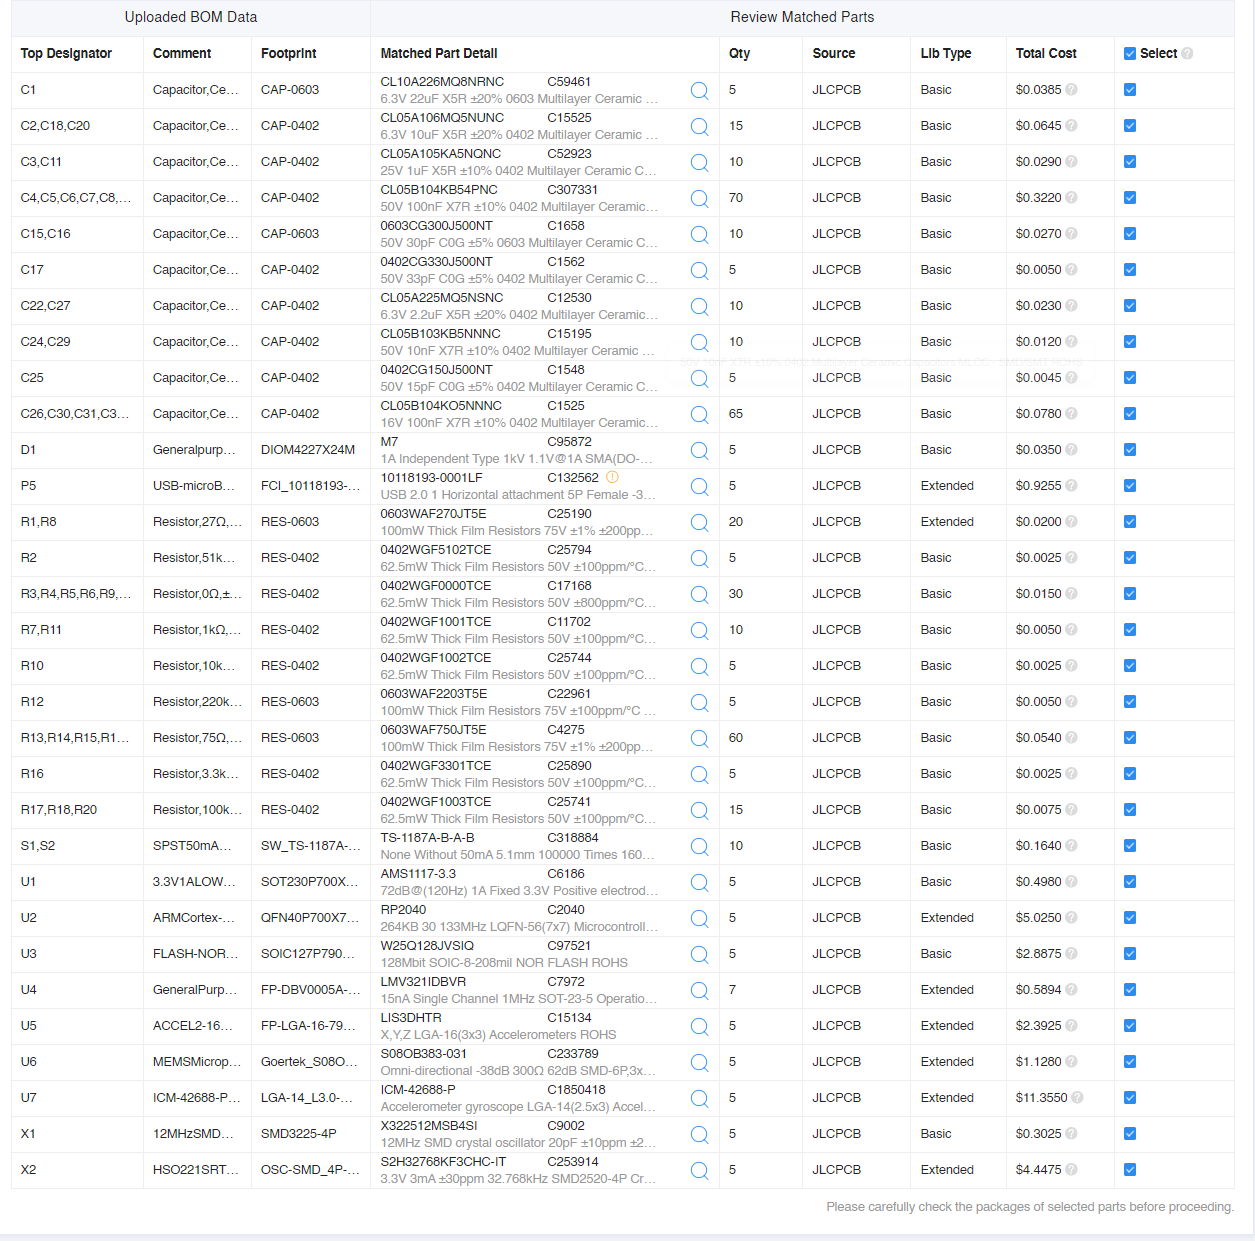 Uploaded BOM Data Review Matched Parts
Top Designator Comment Footprint Matched Part Detail Qty Source Lib Type Total Cost Select
C1 Capacitor,Ce... CAP-0603 CL10A226MQ8NRNC C59461 5 JLCPCB Basic $0.0385
6.3V 22uF X5R ±20% 0603 Multilayer Ceramic ...
C2,C18,C20 Capacitor,Ce... CAP-0402 CL05A106MQ5NUNC C15525 15 JLCPCB Basic $0.0645
6.3V 10uF X5R ±20% 0402 Multilayer Ceramic ...
C3,C11 Capacitor,Ce... CAP-0402 CL05A105KA5NQNC C52923 10 JLCPCB Basic $0.0290
25V 1uF X5R ±10% 0402 Multilayer Ceramic C...
C4,C5,C6,C7,C8,... Capacitor,Ce... CAP-0402 CL05B104KB54PNC C307331 70 JLCPCB Basic $0.3220
50V 100nF X7R ±10% 0402 Multilayer Ceramic...
C15,C16 Capacitor,Ce... CAP-0603 0603CG300J500NT C1658 10 JLCPCB Basic $0.0270
50V 30pF C0G ±5% 0603 Multilayer Ceramic C...
C17 Capacitor,Ce... CAP-0402 0402CG330J500NT C1562 5 JLCPCB Basic $0.0050
50V 33pF C0G ±5% 0402 Multilayer Ceramic C...
C22,C27 Capacitor,Ce... CAP-0402 CL05A225MQ5NSNC C12530 10 JLCPCB Basic $0.0230
6.3V 2.2uF X5R ±20% 0402 Multilayer Ceramic...
C24,C29 Capacitor,Ce... CAP-0402 CL05B103KB5NNNC C15195 10 JLCPCB Basic $0.0120
50V 10nF X7R ±10% 0402 Multilayer Ceramic ...
C25 Capacitor,Ce... CAP-0402 0402CG150J500NT C1548 5 JLCPCB Basic $0.0045
50V 15pF C0G ±5% 0402 Multilayer Ceramic C...
C26,C30,C31,C3... Capacitor,Ce... CAP-0402 CL05B104KO5NNNC C1525 65 JLCPCB Basic $0.0780
16V 100nF X7R ±10% 0402 Multilayer Ceramic...
D1 Generalpurp... DIOM4227X24M M7 C95872 5 JLCPCB Basic $0.0350
1A Independent Type 1kV 1.1V@1A SMA(DO-...
P5 USB-microB... FCI_10118193-... 10118193-0001LF C132562 5 JLCPCB Extended $0.9255
USB 2.0 1 Horizontal attachment 5P Female -3...
R1,R8 Resistor,27Ω,... RES-0603 0603WAF270JT5E C25190 20 JLCPCB Extended $0.0200
100mW Thick Film Resistors 75V ±1% ±200pp...
R2 Resistor,51k... RES-0402 0402WGF5102TCE C25794 5 JLCPCB Basic $0.0025
62.5mW Thick Film Resistors 50V ±100ppm/°C...
R3,R4,R5,R6,R9,... Resistor,0Ω,±... RES-0402 0402WGF0000TCE C17168 30 JLCPCB Basic $0.0150
62.5mW Thick Film Resistors 50V ±800ppm/°C...
R7,R11 Resistor,1kΩ,... RES-0402 0402WGF1001TCE C11702 10 JLCPCB Basic $0.0050
62.5mW Thick Film Resistors 50V ±100ppm/°C...
R10 Resistor,10k... RES-0402 0402WGF1002TCE C25744 5 JLCPCB Basic $0.0025
62.5mW Thick Film Resistors 50V ±100ppm/°C...
R12 Resistor,220k... RES-0603 0603WAF2203T5E C22961 5 JLCPCB Basic $0.0050
100mW Thick Film Resistors 75V ±100ppm/°C ...
R13,R14,R15,R1... Resistor,75Ω,... RES-0603 0603WAF750JT5E C4275 60 JLCPCB Basic $0.0540
100mW Thick Film Resistors 75V ±1% ±200pp...
R16 Resistor,3.3k... RES-0402 0402WGF3301TCE C25890 5 JLCPCB Basic $0.0025
62.5mW Thick Film Resistors 50V ±100ppm/°C...
R17,R18,R20 Resistor,100k... RES-0402 0402WGF1003TCE C25741 15 JLCPCB Basic $0.0075
62.5mW Thick Film Resistors 50V ±100ppm/°C...
S1,S2 SPST50mA... SW_TS-1187A-... TS-1187A-B-A-B C318884 10 JLCPCB Basic $0.1640
None Without 50mA 5.1mm 100000 Times 160...
U1 3.3V1ALOW... SOT230P700X... AMS1117-3.3 C6186 5 JLCPCB Basic $0.4980
72dB@(120Hz) 1A Fixed 3.3V Positive electrod...
U2 ARMCortex-... QFN40P700X7... RP2040 C2040 5 JLCPCB Extended $5.0250
264KB 30 133MHz LQFN-56(7x7) Microcontroll...
U3 FLASH-NOR... SOIC127P790... W25Q128JVSIQ C97521 5 JLCPCB Basic $2.8875
128Mbit SOIC-8-208mil NOR FLASH ROHS
U4 GeneralPurp... FP-DBV0005A-... LMV321IDBVR C7972 7 JLCPCB Extended $0.5894
15nA Single Channel 1MHz SOT-23-5 Operatio...
U5 ACCEL2-16... FP-LGA-16-79... LIS3DHTR C15134 5 JLCPCB Extended $2.3925
X,Y,Z LGA-16(3x3) Accelerometers ROHS
U6 MEMSMicrop... Goertek_S08O... S08OB383-031 C233789 5 JLCPCB Extended $1.1280
Omni-directional -38dB 300Ω 62dB SMD-6P,3x...
U7 ICM-42688-P... LGA-14_L3.0-... ICM-42688-P C1850418 5 JLCPCB Extended $11.3550
Accelerometer gyroscope LGA-14(2.5x3) Accel...
X1 12MHzSMD... SMD3225-4P X322512MSB4SI C9002 5 JLCPCB Basic $0.3025
12MHz SMD crystal oscillator 20pF ±10ppm ±2...
X2 HSO221SRT... OSC-SMD_4P-... S2H32768KF3CHC-IT C253914 5 JLCPCB Extended $4.4475
3.3V 3mA ±30ppm 32.768kHz SMD2520-4P Cr...
Please carefully check the packages of selected parts before proceeding.